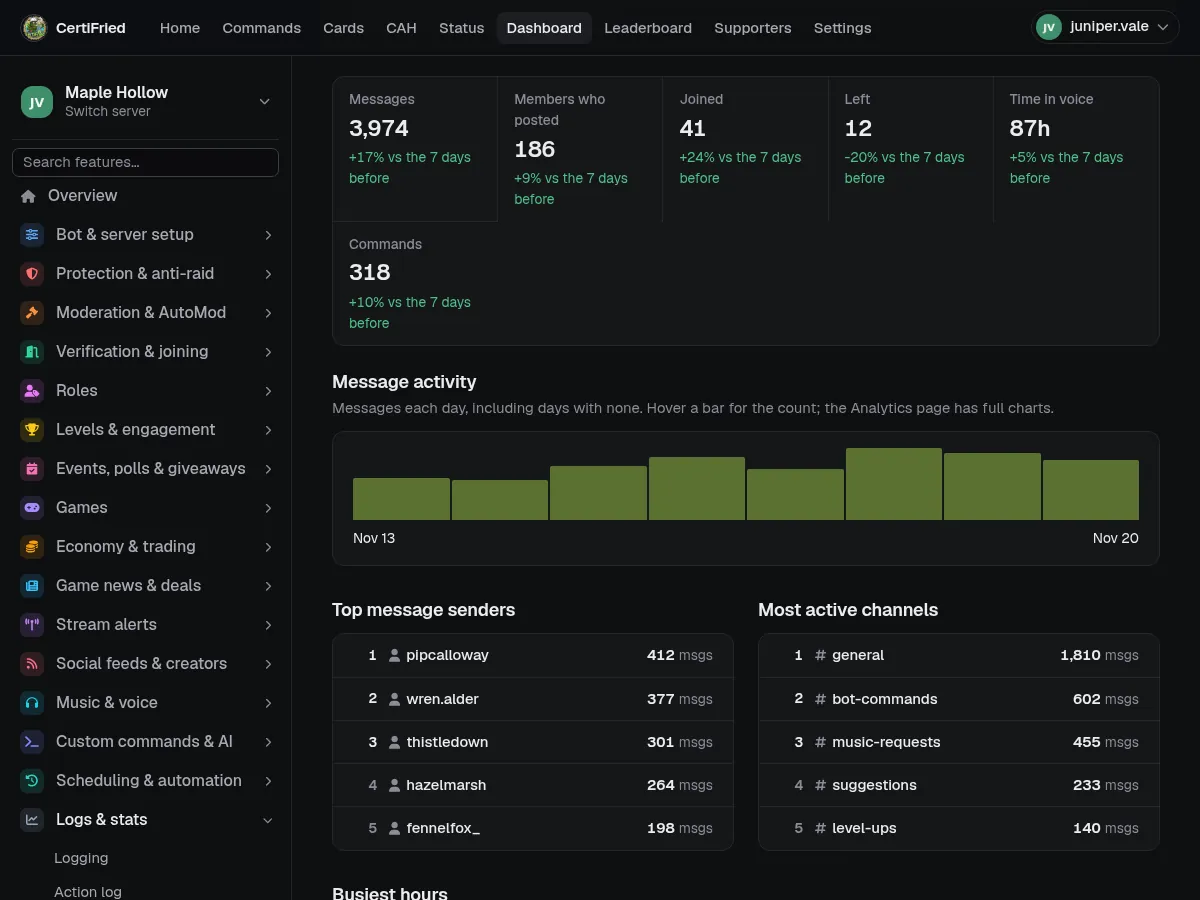 CertiFried
Home
Commands
Cards
CAH
Status
Dashboard
Leaderboard
Supporters
Settings
JV
juniper.vale
JV
Maple Hollow
Switch server
Search features...
Overview
Bot & server setup
Protection & anti-raid
Moderation & AutoMod
Verification & joining
Roles
Levels & engagement
Events, polls & giveaways
Games
Economy & trading
Game news & deals
Stream alerts
Social feeds & creators
Music & voice
Custom commands & AI
Scheduling & automation
Logs & stats
Logging
Action log
Messages
3,974
+17% vs the 7 days
before
Members who
posted
186
+9% vs the 7 days
before
Joined
41
+24% vs the 7 days
before
Left
12
-20% vs the 7 days
before
Time in voice
87h
+5% vs the 7 days
before
Commands
318
+10% vs the 7 days
before
Message activity
Messages each day, including days with none. Hover a bar for the count; the Analytics page has full charts.
Nov 13
Nov 20
Top message senders
1 pipcalloway 412 msgs
2 wren.alder 377 msgs
3 thistledown 301 msgs
4 hazelmarsh 264 msgs
5 fennelfox_ 198 msgs
Most active channels
1 # general 1,810 msgs
2 # bot-commands 602 msgs
3 # music-requests 455 msgs
4 # suggestions 233 msgs
5 # level-ups 140 msgs
Busiest hours